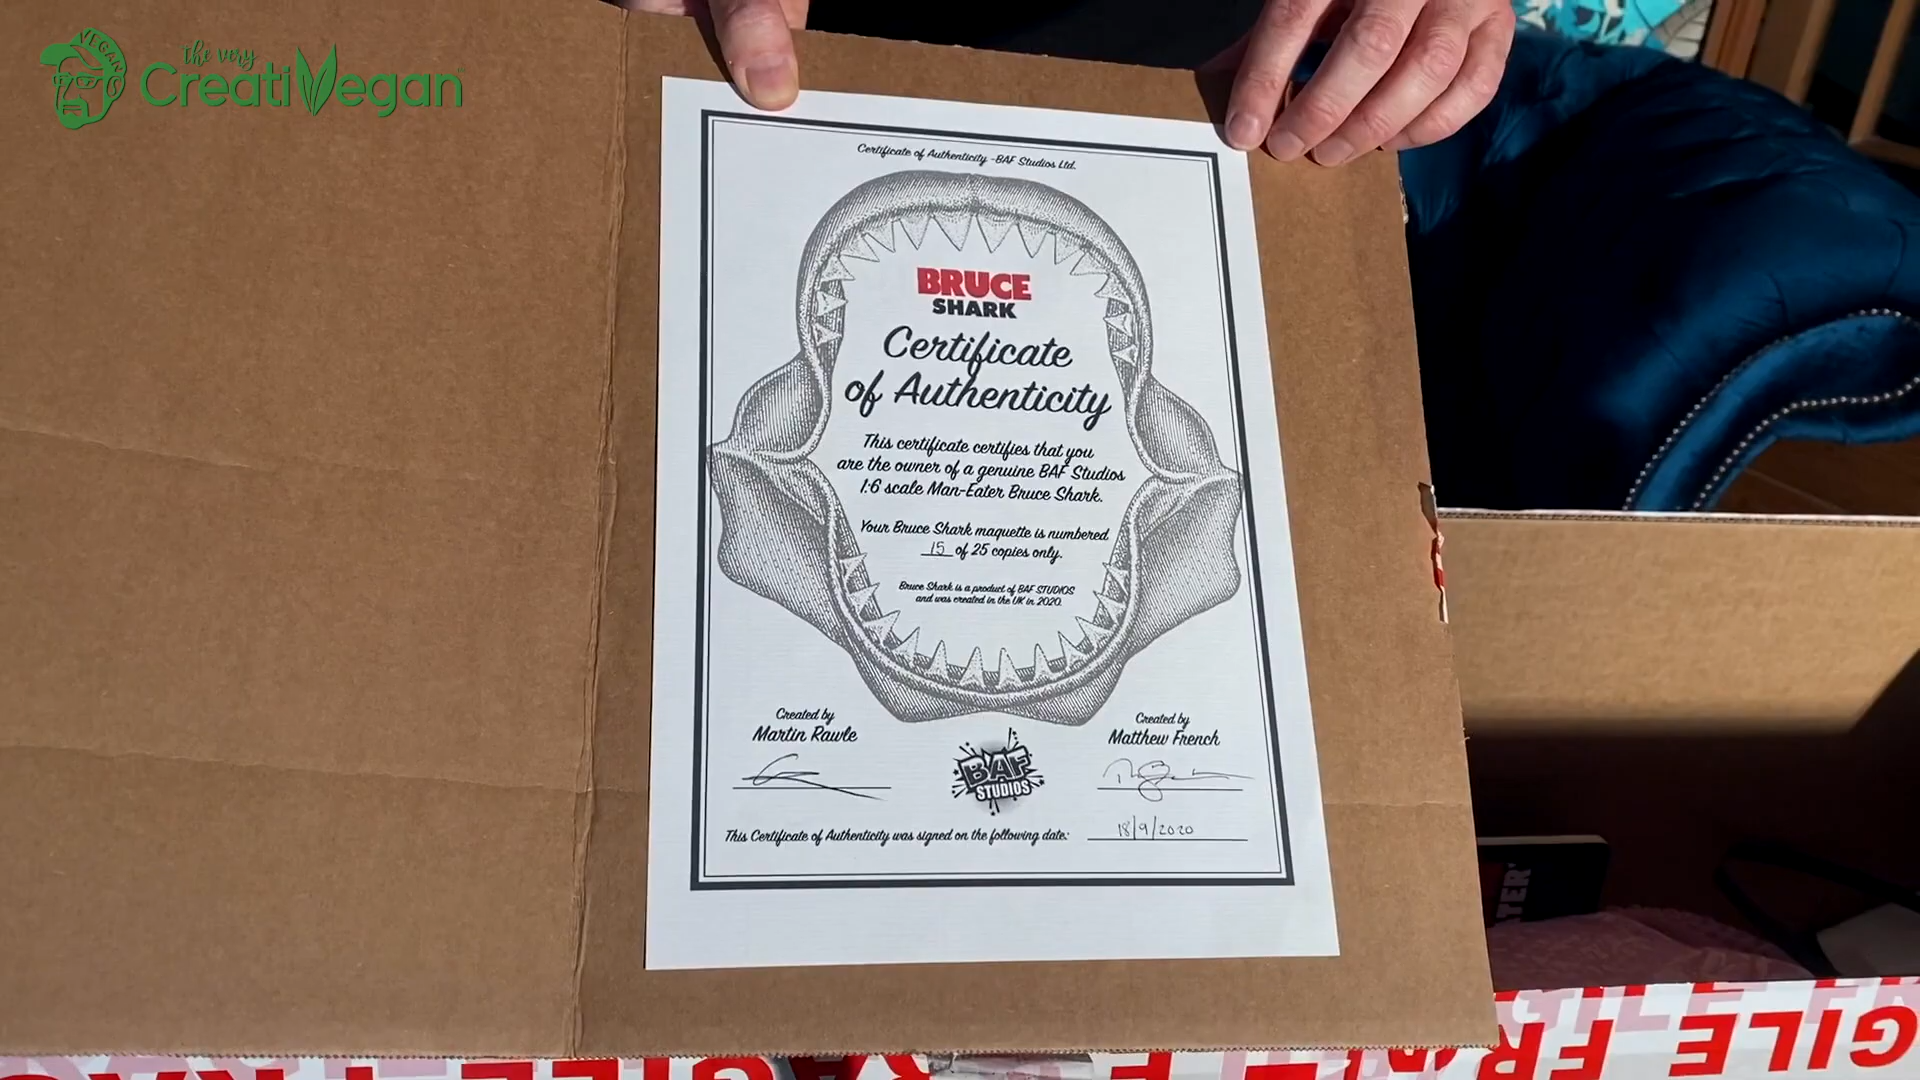 VEGAN
the very
CreatiVegan
Certificate of Authenticity -BAF Studios Ltd.
BRUCE
SHARK
Certificate
of Authenticity
This certificate certifies that you
are the owner of a genuine BAF Studios
1:6 scale Man-Eater Bruce Shark.
Your Bruce Shark maquette is numbered
15 of 25 copies only.
Bruce Shark is a product of BAF STUDIOS
and was created in the UK in 2020.
Created by
Martin Rawle
Created by
Matthew French
BAF
STUDIOS
This Certificate of Authenticity was signed on the following date: 18/9/2020
TER
GILE FR